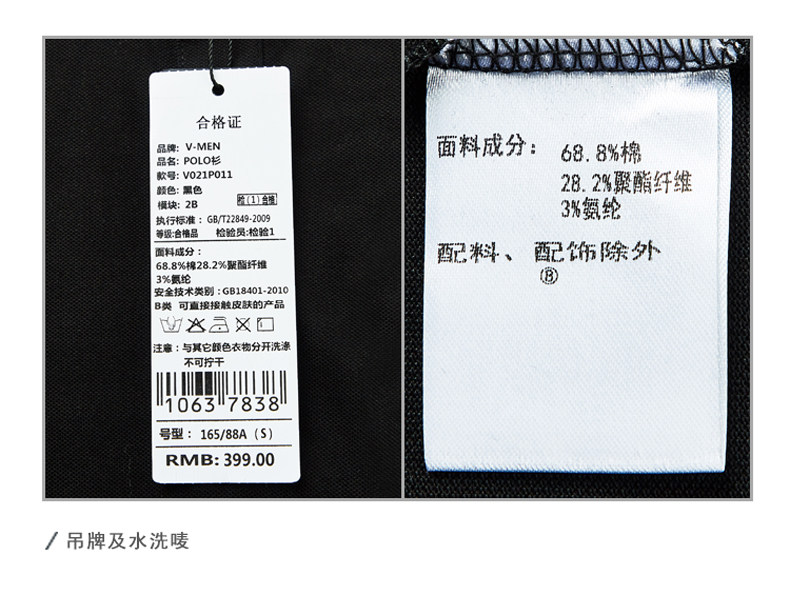 合格证
品牌: V-MEN
品名: POLO衫
款号: V021P011
颜色: 黑色
模块: 2B
检(1)合格
执行标准: GB/T22849-2009
等级:合格品 检验员:检验1
面料成分:
68.8%棉28.2%聚酯纤维
3%氨纶
安全技术类别: GB18401-2010
B类 可直接接触皮肤的产品
注意: 与其它颜色衣物分开洗涤
不可拧干
1063 7838
号型: 165/88A (S)
RMB: 399.00
面料成分: 68.8%棉
28.2%聚酯纤维
3%氨纶
配料、配饰除外
Ⓑ
/ 吊牌及水洗唛